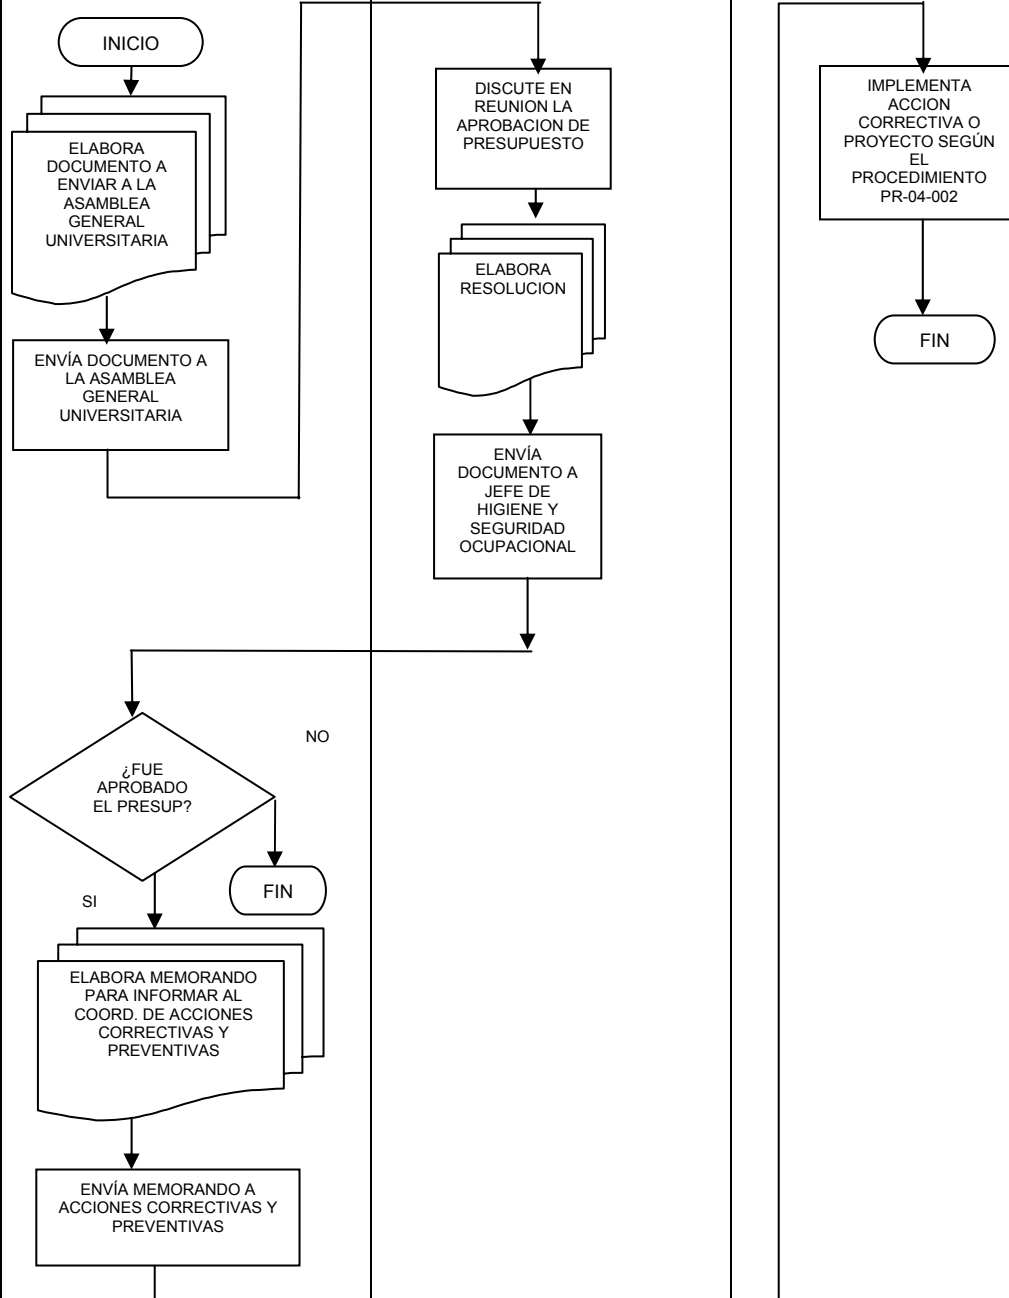 INICIO
ELABORA
DOCUMENTO A
ENVIAR A LA
ASAMBLEA
GENERAL
UNIVERSITARIA
ENVÍA DOCUMENTO A
LA ASAMBLEA
GENERAL
UNIVERSITARIA
DISCUTE EN
REUNION LA
APROBACION DE
PRESUPUESTO
ELABORA
RESOLUCION
ENVÍA
DOCUMENTO A
JEFE DE
HIGIENE Y
SEGURIDAD
OCUPACIONAL
¿FUE
APROBADO
EL PRESUP?
NO
FIN
SI
ELABORA MEMORANDO
PARA INFORMAR AL
COORD. DE ACCIONES
CORRECTIVAS Y
PREVENTIVAS
ENVÍA MEMORANDO A
ACCIONES CORRECTIVAS Y
PREVENTIVAS
IMPLEMENTA
ACCION
CORRECTIVA O
PROYECTO SEGÚN
EL
PROCEDIMIENTO
PR-04-002
FIN